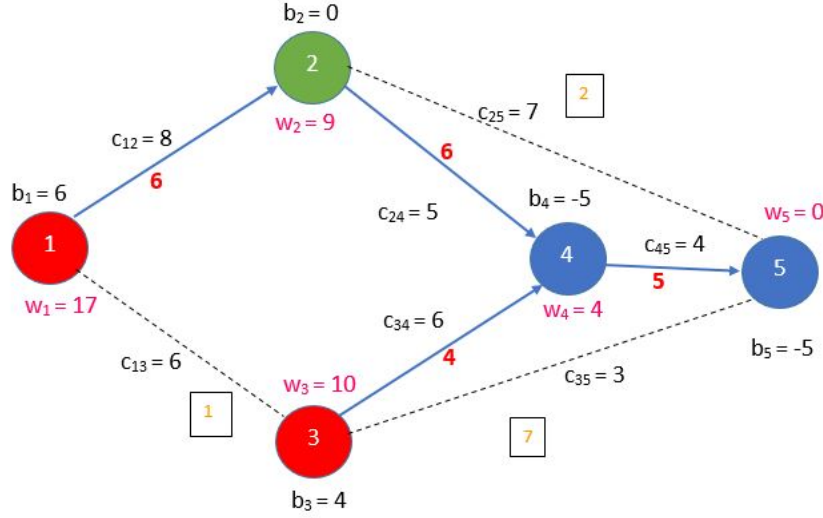 b₂ = 0
2
c₂₅ = 7
2
w₂ = 9
c₁₂ = 8
6
6
b₁ = 6
b₄ = -5
w₅ = 0
c₂₄ = 5
1
4
c₄₅ = 4
5
5
w₁ = 17
w₄ = 4
c₃₄ = 6
4
b₅ = -5
c₁₃ = 6
w₃ = 10
c₃₅ = 3
1
3
7
b₃ = 4